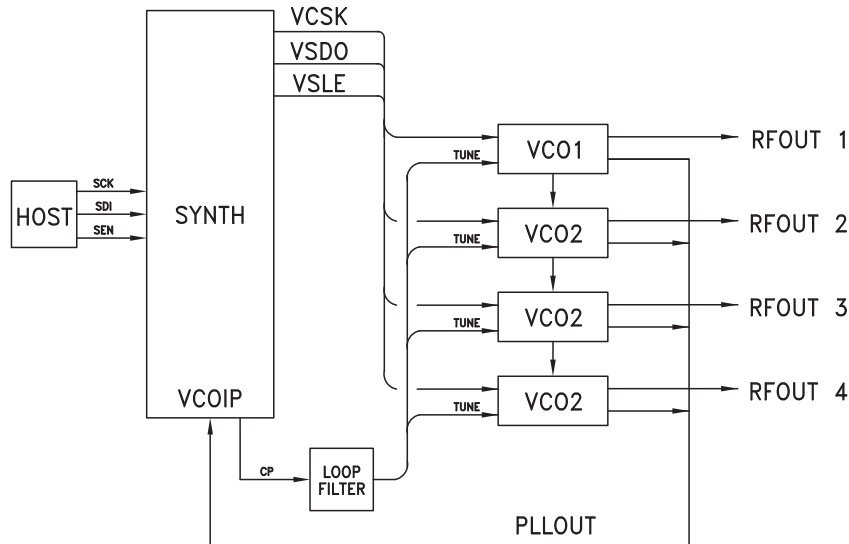 VCSK
VSDO
VSLE
VCO1
RFOUT 1
TUNE
SCK
HOST
SDI
SEN
SYNTH
VCO2
RFOUT 2
TUNE
VCO2
RFOUT 3
TUNE
VCO2
RFOUT 4
TUNE
VCOIP
CP
LOOP
FILTER
PLLOUT